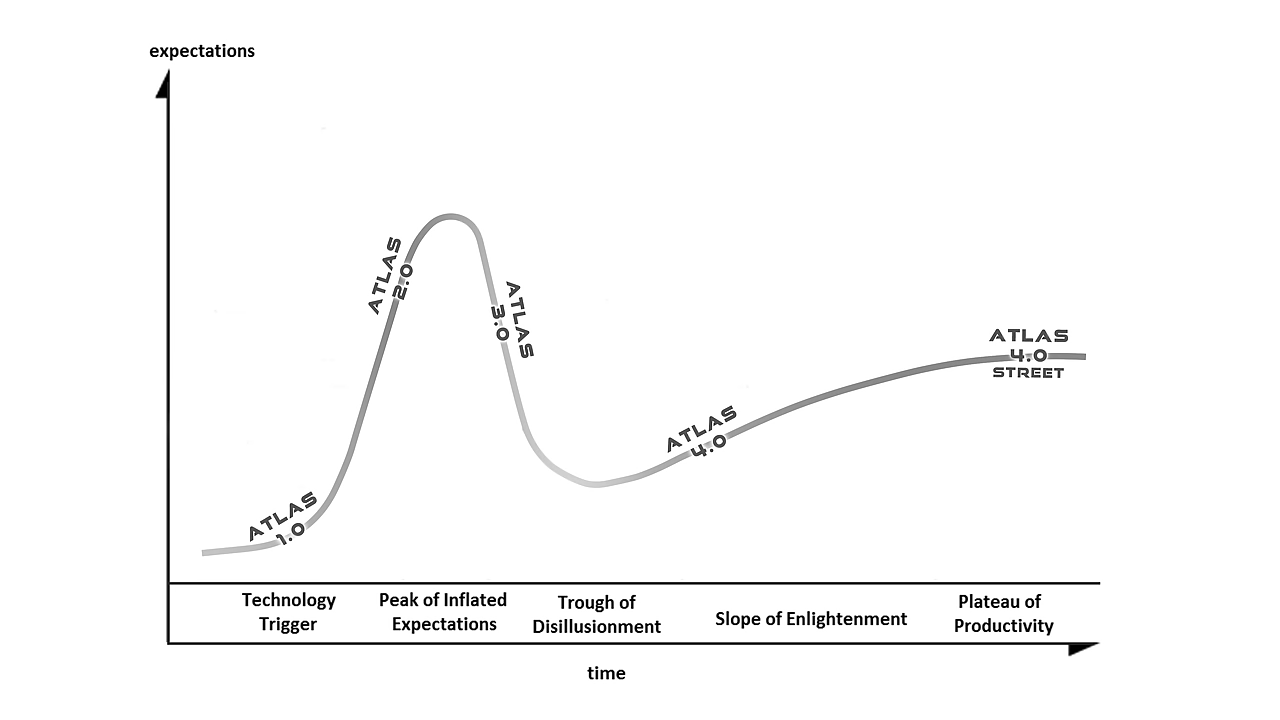 expectations
ATLAS
1.0
ATLAS
2.0
ATLAS
3.0
ATLAS
4.0
ATLAS
4.0
STREET
Technology
Trigger
Peak of Inflated
Expectations
Trough of
Disillusionment
Slope of Enlightenment
Plateau of
Productivity
time